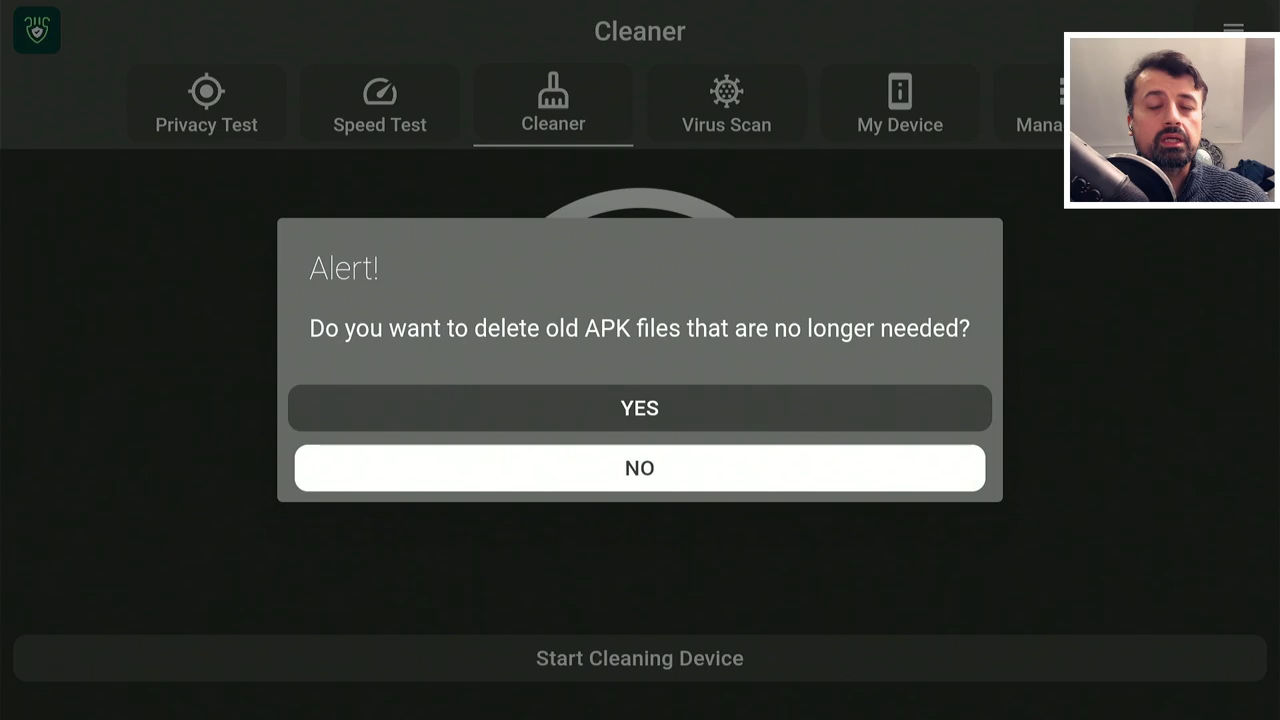 Cleaner
Privacy Test
Speed Test
Cleaner
Virus Scan
My Device
Alert!
Do you want to delete old APK files that are no longer needed?
YES
NO
Start Cleaning Device